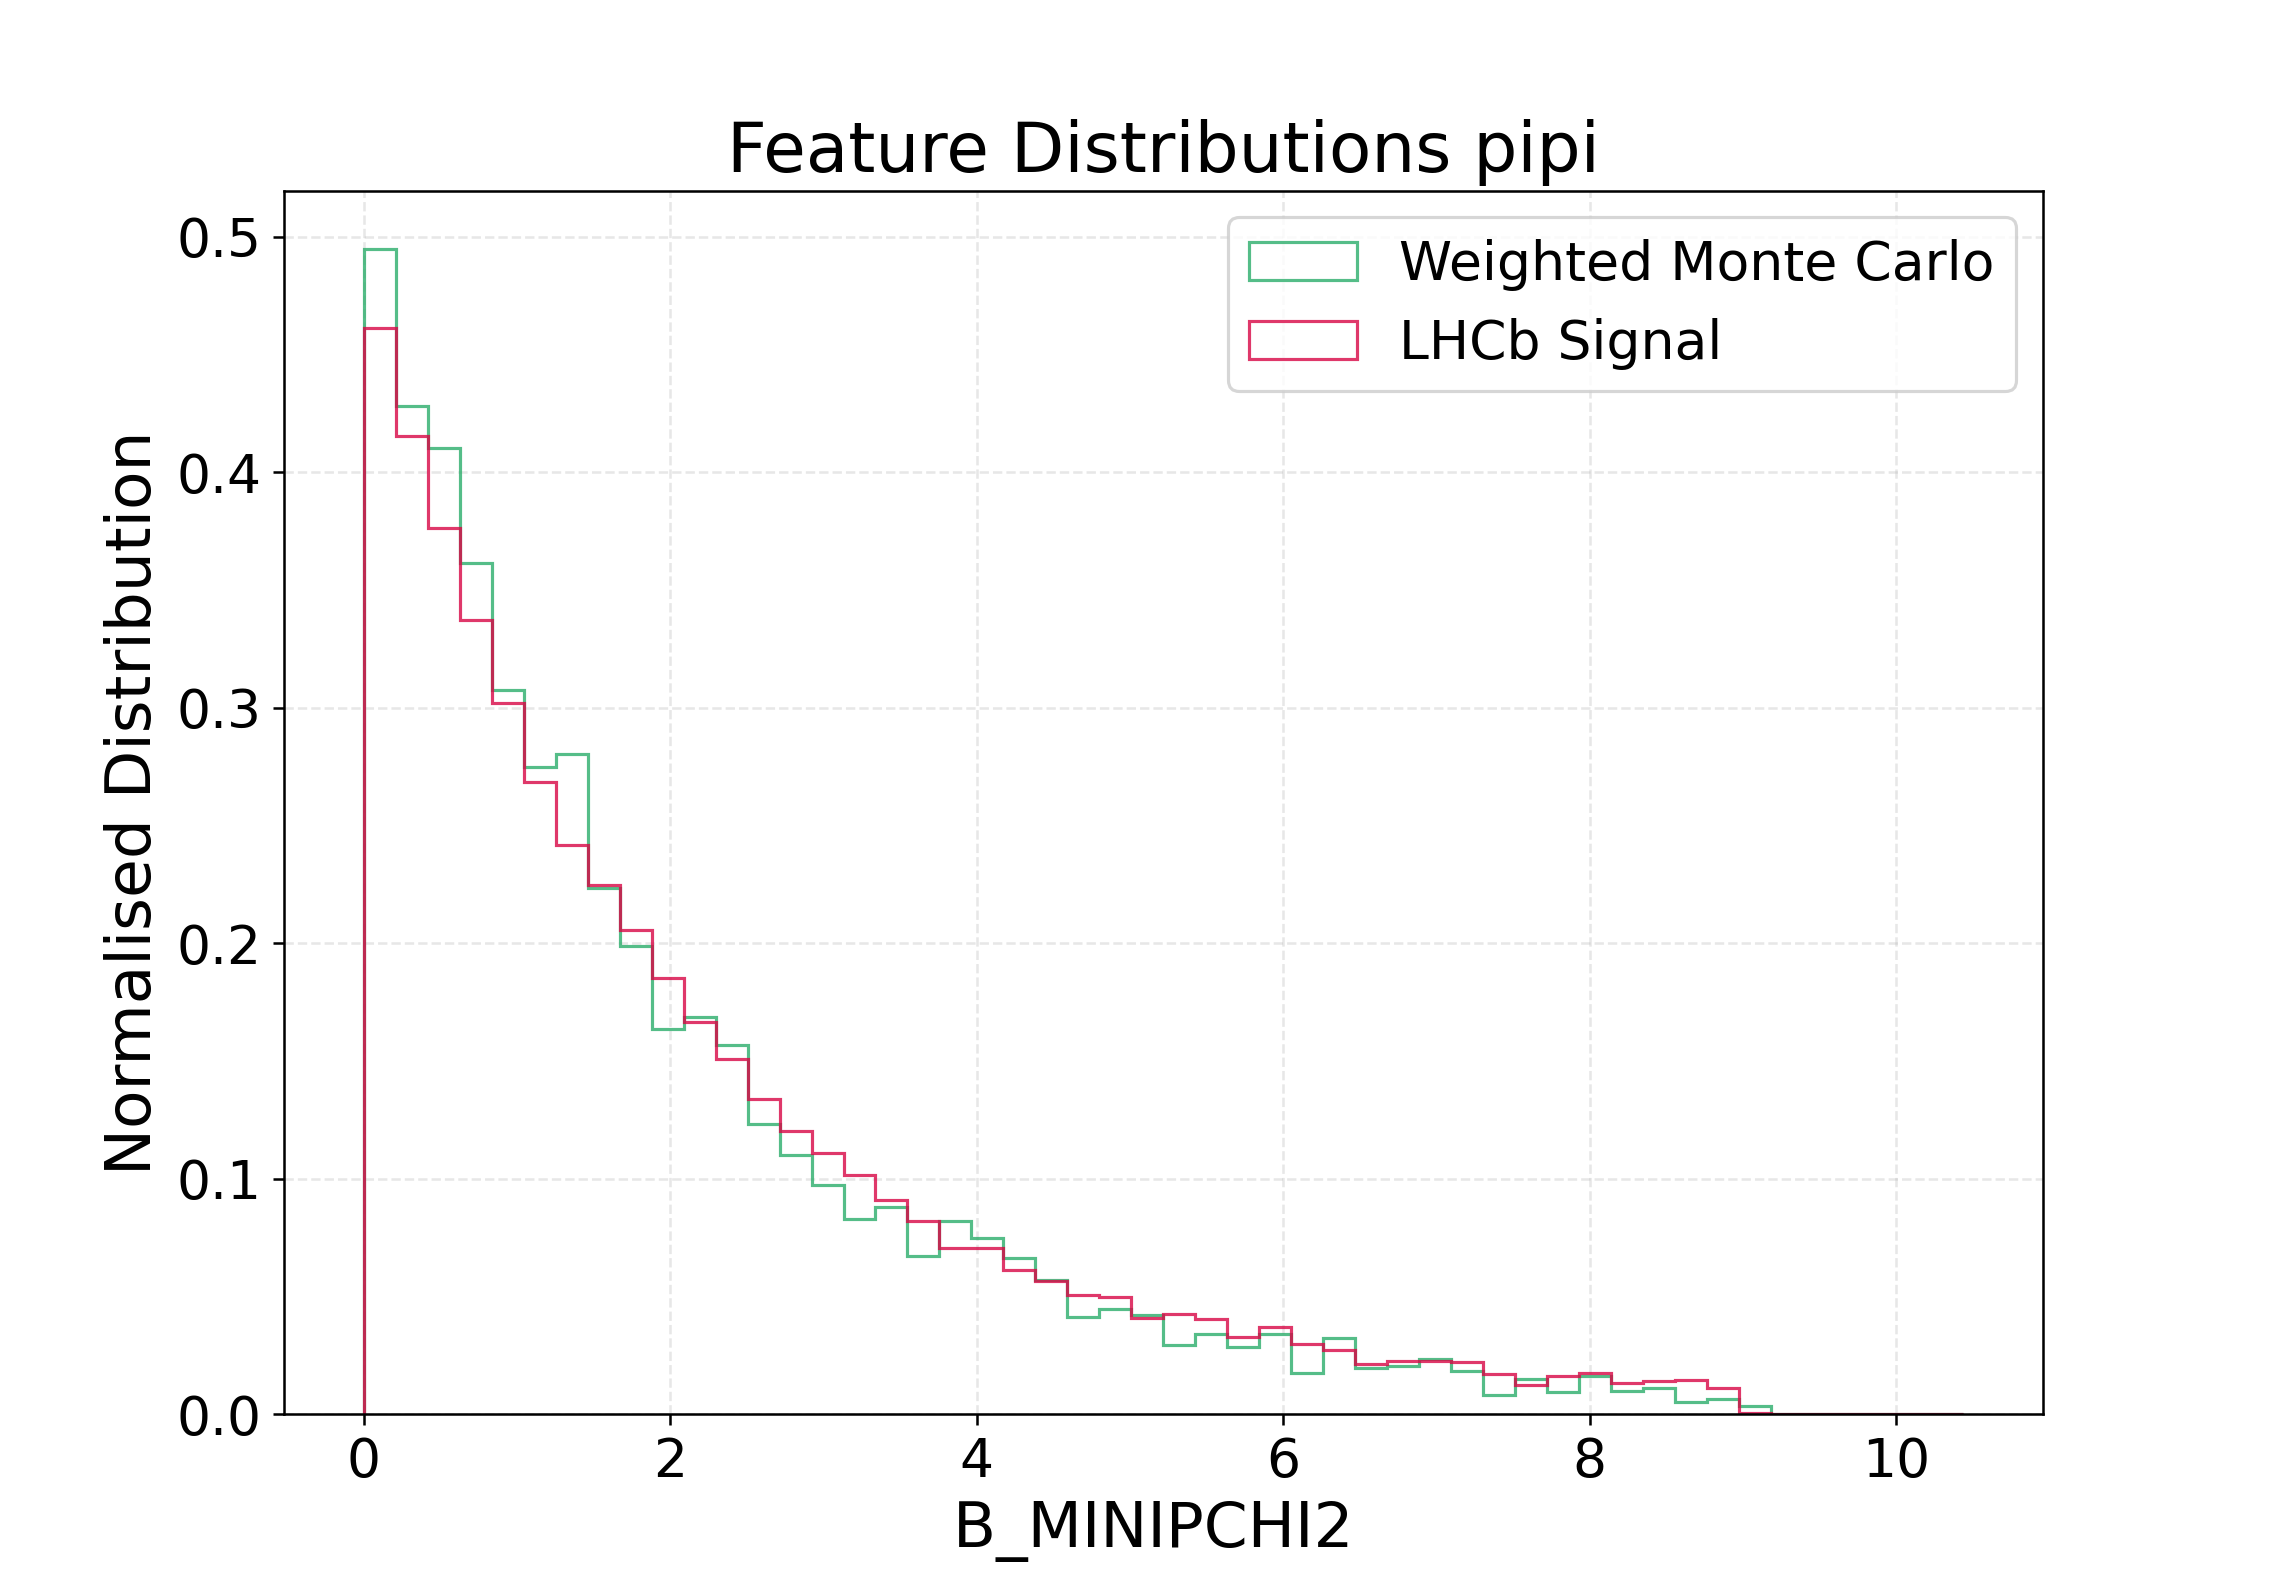 Feature Distributions pipi
Weighted Monte Carlo
LHCb Signal
Normalised Distribution
0.5
0.4
0.3
0.2
0.1
0.0
0 2 4 6 8 10
B_MINIPCHI2